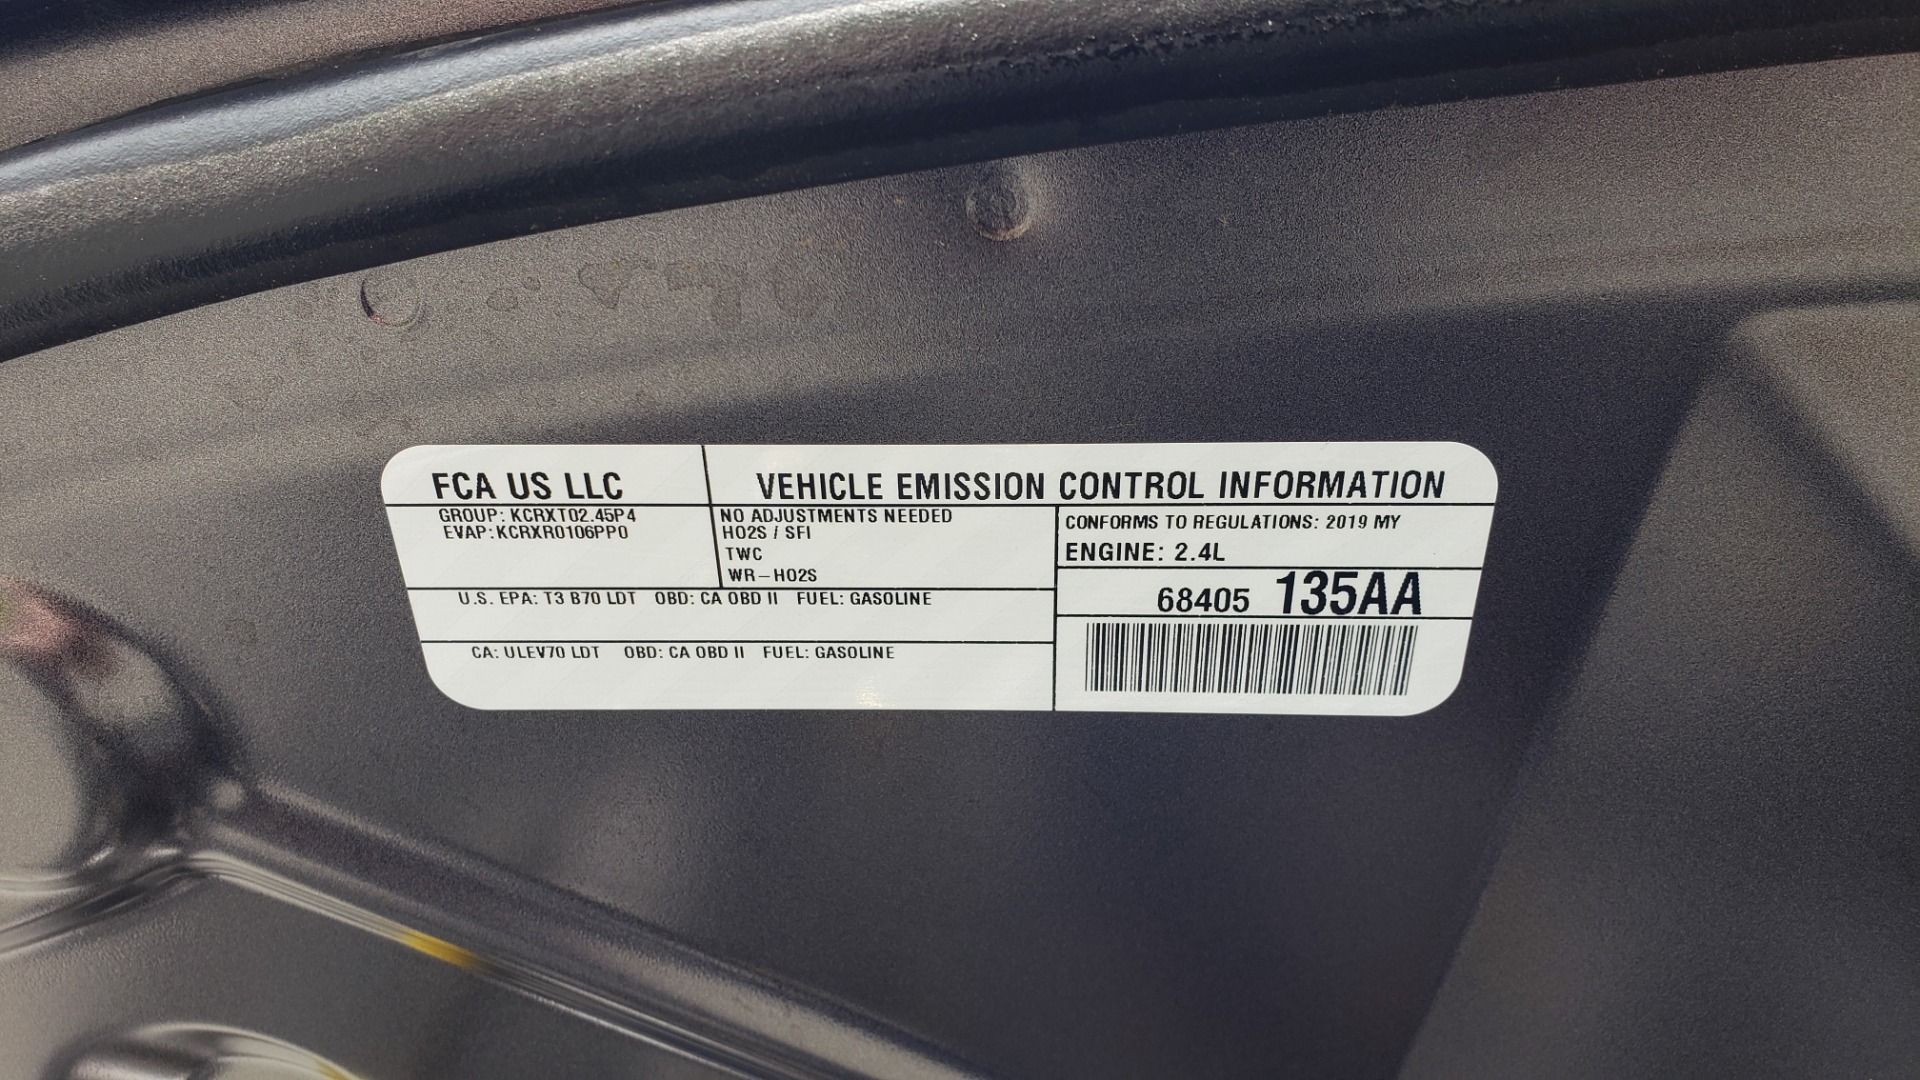 FCA US LLC
VEHICLE EMISSION CONTROL INFORMATION
GROUP: KCRXT02.45P4
EVAP:KCRXR0106PP0
NO ADJUSTMENTS NEEDED
HO2S / SFI
TWC
WR-HO2S
CONFORMS TO REGULATIONS: 2019 MY
ENGINE: 2.4L
68405 135AA
U.S. EPA: T3 B70 LDT OBD: CA OBD II FUEL: GASOLINE
CA: ULEV70 LDT OBD: CA OBD II FUEL: GASOLINE